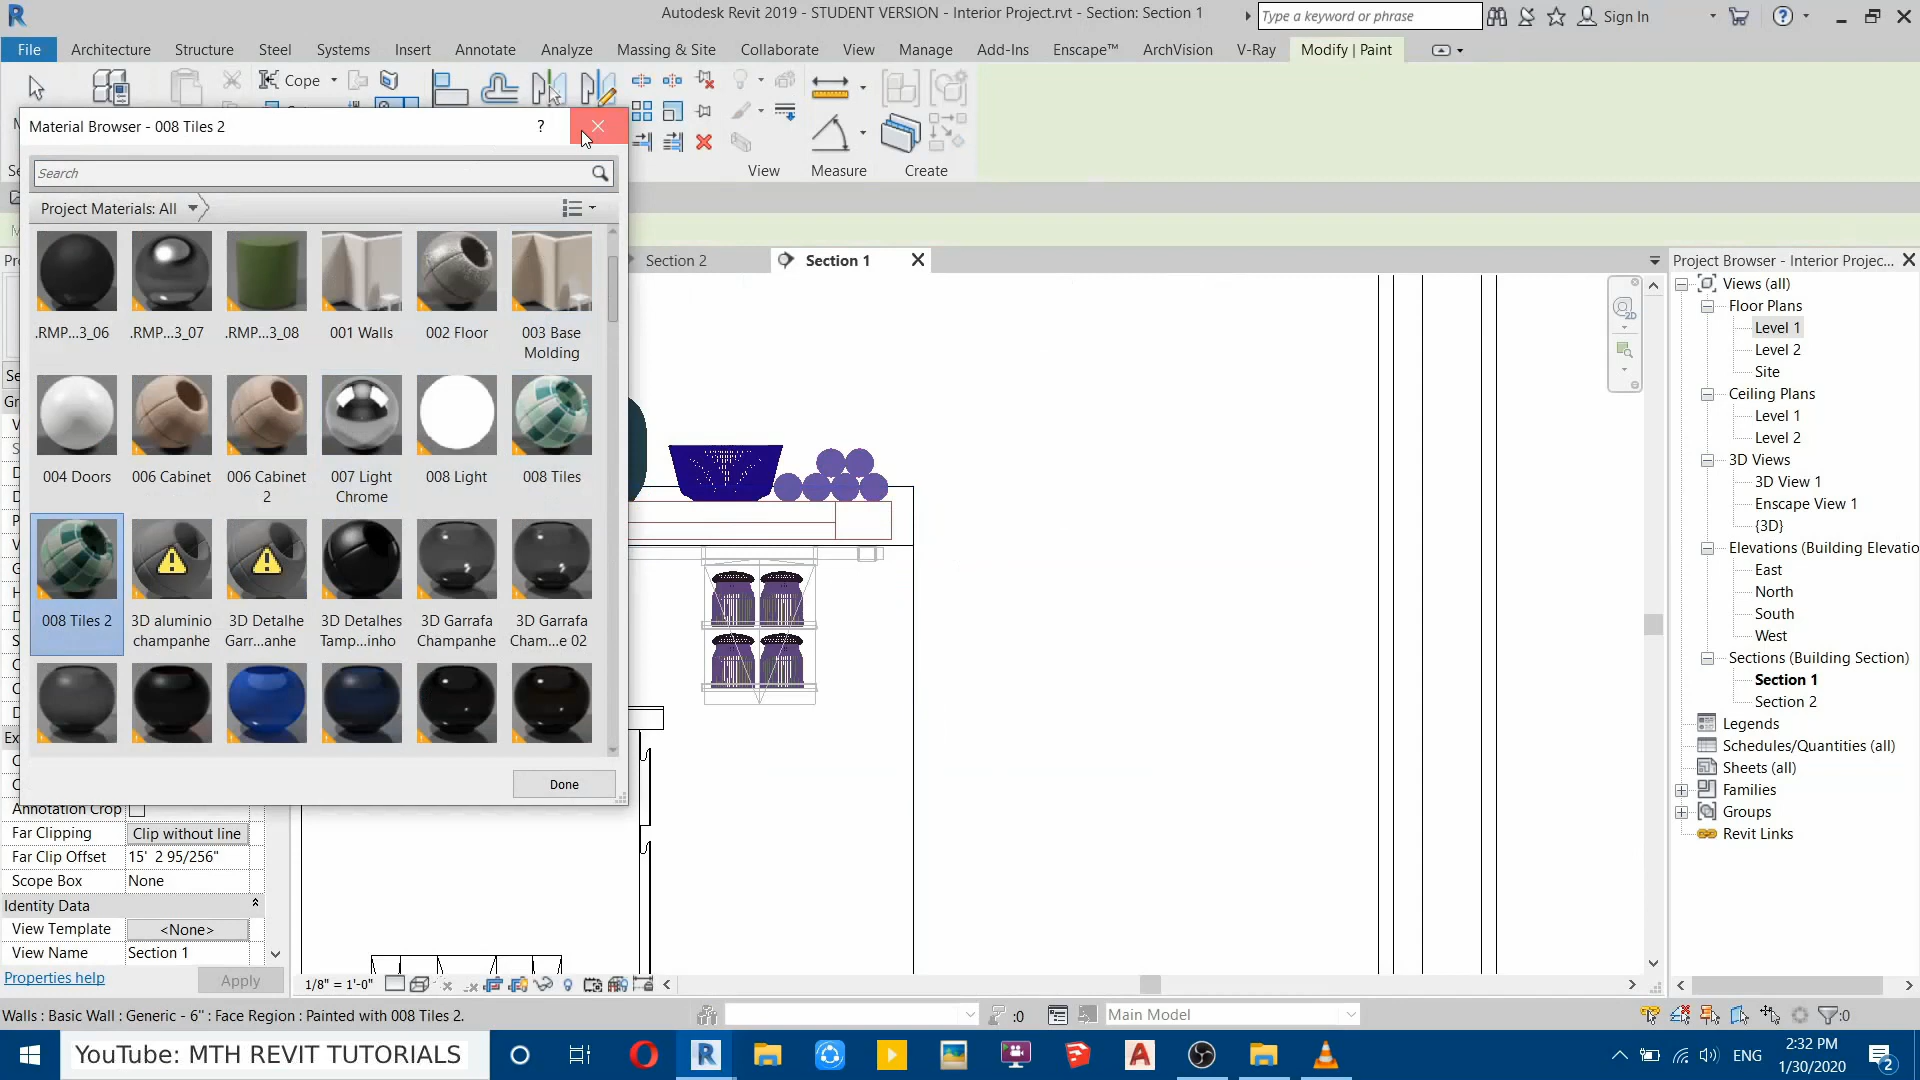 Autodesk Revit 2019 - STUDENT VERSION - Interior Project.rvt - Section: Section 1
Type a keyword or phrase
Sign In
File Architecture Structure Steel Systems Insert Annotate Analyze Massing & Site Collaborate View Manage Add-Ins Enscape™ ArchVision V-Ray Modify | Paint
Cope
View Measure Create
Material Browser - 008 Tiles 2
?
Search
Project Materials: All
.RMP...3_06 .RMP...3_07 .RMP...3_08 001 Walls 002 Floor 003 Base Molding
004 Doors 006 Cabinet 006 Cabinet 2 007 Light Chrome 008 Light 008 Tiles
008 Tiles 2 3D aluminio champanhe 3D Detalhe Garr...anhe 3D Detalhes Tamp...inho 3D Garrafa Champanhe 3D Garrafa Cham...e 02
Done
Section 2
Section 1
Annotation Crop
Far Clipping Clip without line
Far Clip Offset 15' 2 95/256"
Scope Box None
Identity Data
View Template <None>
View Name Section 1
Properties help
Apply
1/8" = 1'-0"
2D
Project Browser - Interior Projec...
Views (all)
Floor Plans
Level 1
Level 2
Site
Ceiling Plans
Level 1
Level 2
3D Views
3D View 1
Enscape View 1
{3D}
Elevations (Building Elevatio
East
North
South
West
Sections (Building Section)
Section 1
Section 2
Legends
Schedules/Quantities (all)
Sheets (all)
Families
Groups
Revit Links
Walls : Basic Wall : Generic - 6" : Face Region : Painted with 008 Tiles 2.
:0
Main Model
:0
YouTube: MTH REVIT TUTORIALS
ENG
2:32 PM
1/30/2020
2